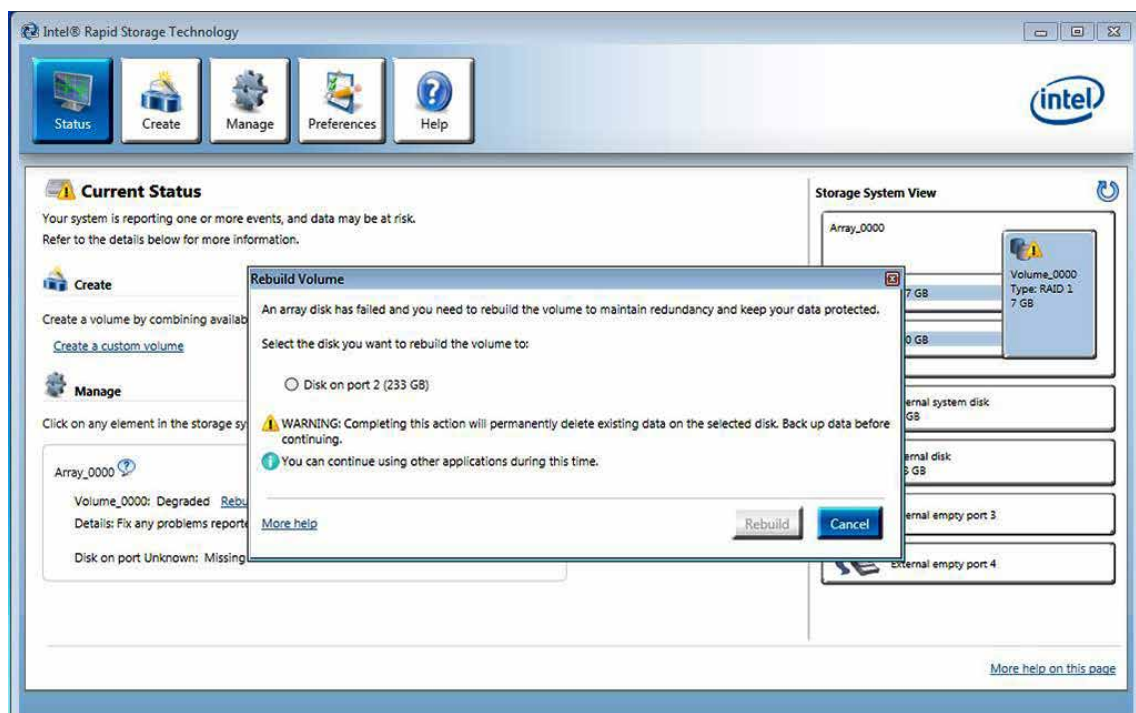 Intel® Rapid Storage Technology
Status
Create
Manage
Preferences
Help
intel
Current Status
Your system is reporting one or more events, and data may be at risk.
Refer to the details below for more information.
Create
Create a volume by combining availab
Create a custom volume
Manage
Click on any element in the storage sy
Array_0000
Volume_0000: Degraded Rebu
Details: Fix any problems reporte
Disk on port Unknown: Missing
Rebuild Volume
An array disk has failed and you need to rebuild the volume to maintain redundancy and keep your data protected.
Select the disk you want to rebuild the volume to:
Disk on port 2 (233 GB)
WARNING: Completing this action will permanently delete existing data on the selected disk. Back up data before
continuing.
You can continue using other applications during this time.
More help
Rebuild
Cancel
Storage System View
Array_0000
7 GB
0 GB
Volume_0000
Type: RAID 1
7 GB
ernal system disk
GB
ernal disk
GB
ernal empty port 3
External empty port 4
More help on this page